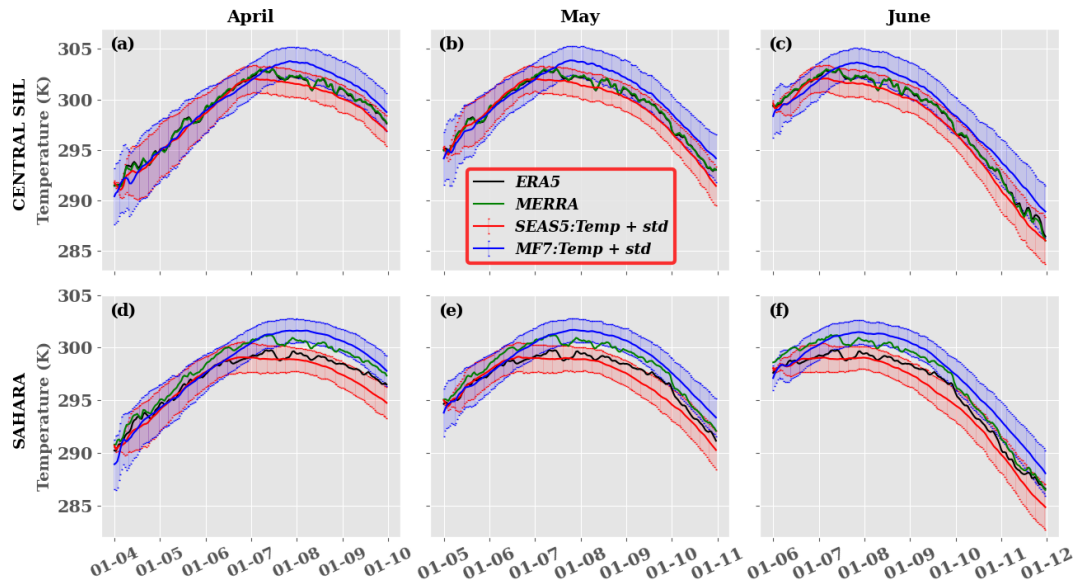 April May June
CENTRAL SHL
Temperature (K)
305
300
295
290
285
(a) (b) (c)
ERA5
MERRA
SEAS5:Temp + std
MF7:Temp + std
SAHARA
Temperature (K)
305
300
295
290
285
(d) (e) (f)
01-04 01-05 01-06 01-07 01-08 01-09 01-10
01-05 01-06 01-07 01-08 01-09 01-10 01-11
01-06 01-07 01-08 01-09 01-10 01-11 01-12